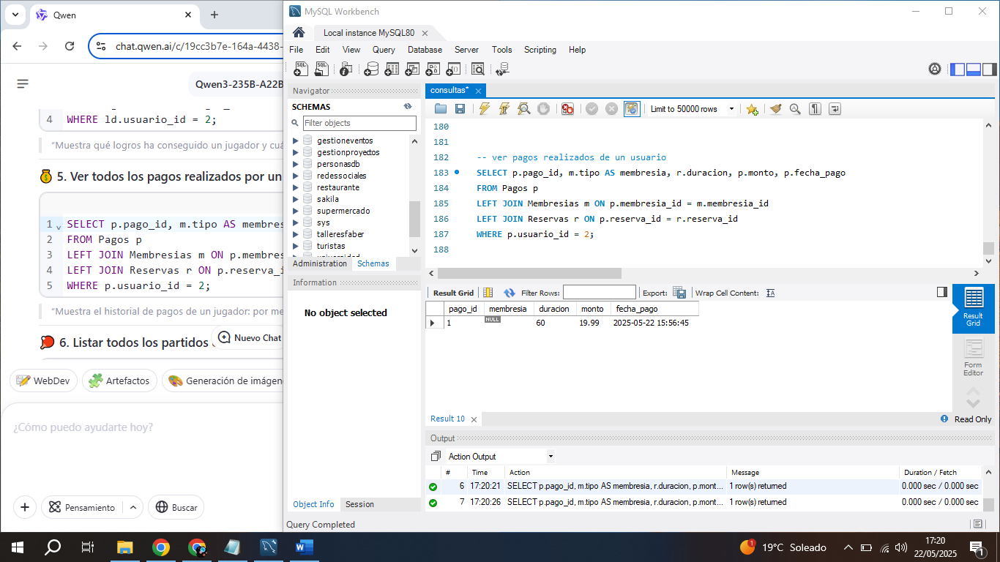 Qwen
chat.qwen.ai/c/19cc3b7e-164a-4438-
Qwen3-235B-A22B
4 WHERE ld.usuario_id = 2;
“Muestra qué logros ha conseguido un jugador y cuá
5. Ver todos los pagos realizados por un
1 SELECT p.pago_id, m.tipo AS membres
2 FROM Pagos p
3 LEFT JOIN Membresias m ON p.membres
4 LEFT JOIN Reservas r ON p.reserva_i
5 WHERE p.usuario_id = 2;
“Muestra el historial de pagos de un jugador: por me
6. Listar todos los partidos
Nuevo Chat
WebDev
Artefactos
Generación de imágen
¿Cómo puedo ayudarte hoy?
Pensamiento
Buscar
MySQL Workbench
Local instance MySQL80
File Edit View Query Database Server Tools Scripting Help
Navigator
SCHEMAS
Filter objects
gestioneventos
gestionproyectos
personasdb
redessociales
restaurante
sakila
supermercado
sys
talleresfaber
turistas
Administration Schemas
Information
No object selected
Object Info Session
Query Completed
consultas*
Limit to 50000 rows
180
181
182 -- ver pagos realizados de un usuario
183 SELECT p.pago_id, m.tipo AS membresia, r.duracion, p.monto, p.fecha_pago
184 FROM Pagos p
185 LEFT JOIN Membresias m ON p.membresia_id = m.membresia_id
186 LEFT JOIN Reservas r ON p.reserva_id = r.reserva_id
187 WHERE p.usuario_id = 2;
188
Result Grid Filter Rows: Export: Wrap Cell Content:
pago_id membresia duracion monto fecha_pago
1 NULL 60 19.99 2025-05-22 15:56:45
Result Grid
Form Editor
Result 10
Read Only
Output
Action Output
# Time Action Message Duration / Fetch
6 17:20:21 SELECT p.pago_id, m.tipo AS membresia, r.duracion, p.mont... 1 row(s) returned 0.000 sec / 0.000 sec
7 17:20:26 SELECT p.pago_id, m.tipo AS membresia, r.duracion, p.mont... 1 row(s) returned 0.000 sec / 0.000 sec
1
19°C Soleado
17:20
22/05/2025
1